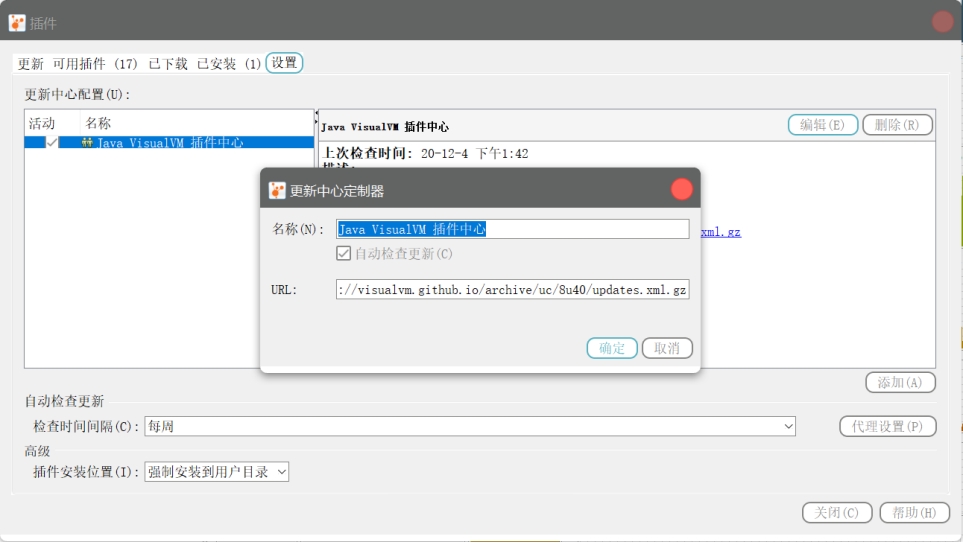 插件
更新 可用插件 (17) 已下载 已安装 (1) 设置
更新中心配置(U):
活动 名称
Java VisualVM 插件中心
Java VisualVM 插件中心
编辑(E) 删除(R)
上次检查时间: 20-12-4 下午1:42
描述:
xml.gz
更新中心定制器
名称(N): Java VisualVM 插件中心
自动检查更新(C)
URL: ://visualvm.github.io/archive/uc/8u40/updates.xml.gz
确定 取消
添加(A)
自动检查更新
检查时间间隔(C): 每周
代理设置(P)
高级
插件安装位置(I): 强制安装到用户目录
关闭(C) 帮助(H)